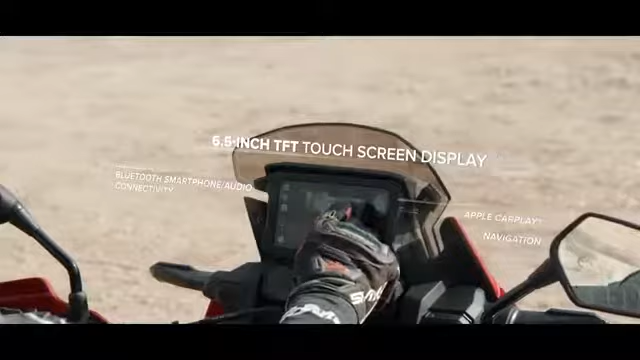 6.5-INCH TFT TOUCH SCREEN DISPLAY
BLUETOOTH SMARTPHONE/AUDIO
CONNECTIVITY
APPLE CARPLAY®
NAVIGATION